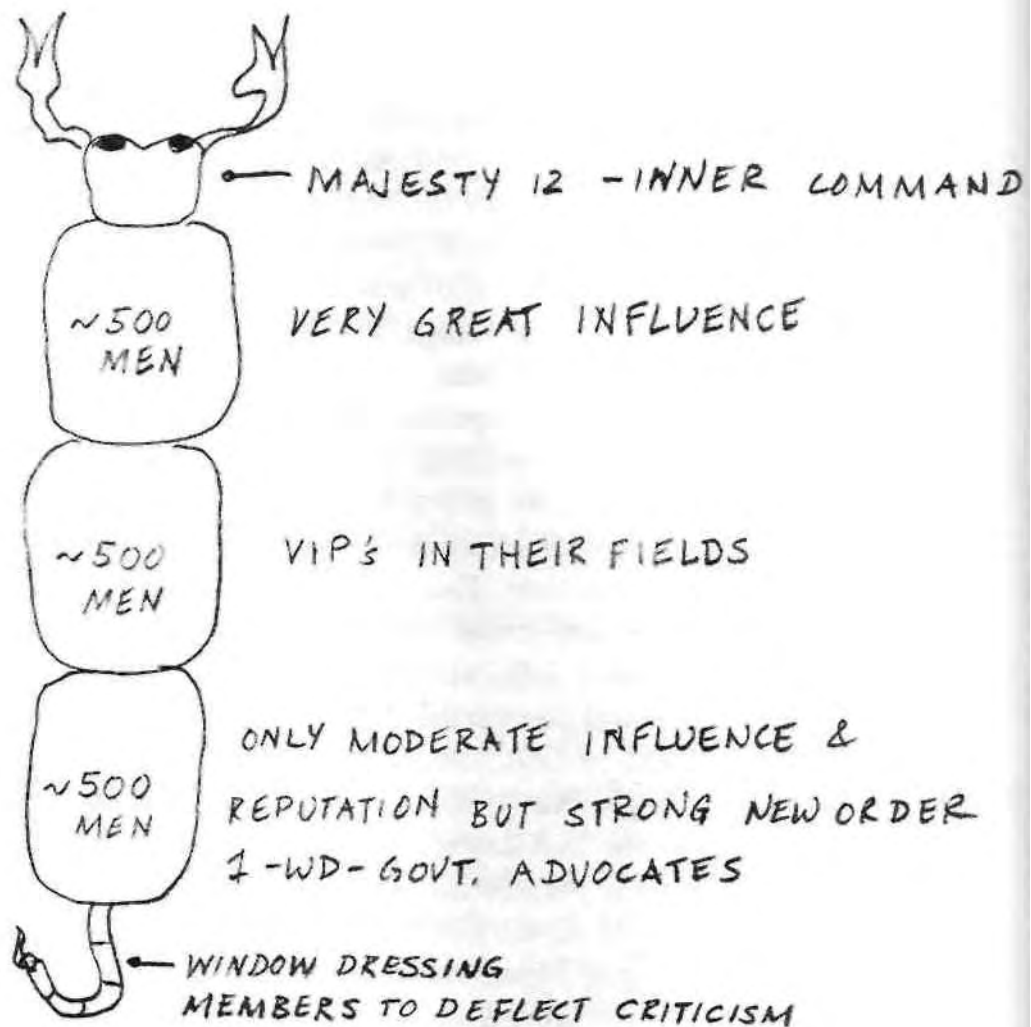 MAJESTY 12 - INNER COMMAND
~500
MEN
VERY GREAT INFLUENCE
~500
MEN
VIP's IN THEIR FIELDS
~500
MEN
ONLY MODERATE INFLUENCE &
REPUTATION BUT STRONG NEW ORDER
1-WD-GOVT. ADVOCATES
WINDOW DRESSING
MEMBERS TO DEFLECT CRITICISM